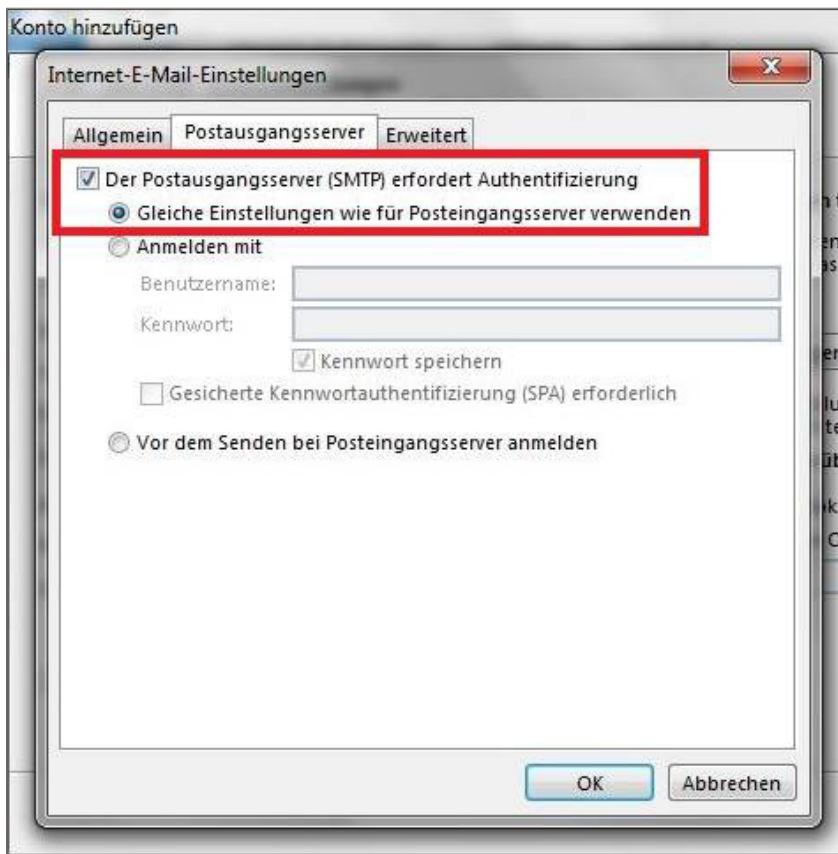 Konto hinzufügen
Internet-E-Mail-Einstellungen
Allgemein Postausgangsserver Erweitert
Der Postausgangsserver (SMTP) erfordert Authentifizierung
Gleiche Einstellungen wie für Posteingangsserver verwenden
Anmelden mit
Benutzername:
Kennwort:
Kennwort speichern
Gesicherte Kennwortauthentifizierung (SPA) erforderlich
Vor dem Senden bei Posteingangsserver anmelden
OK Abbrechen